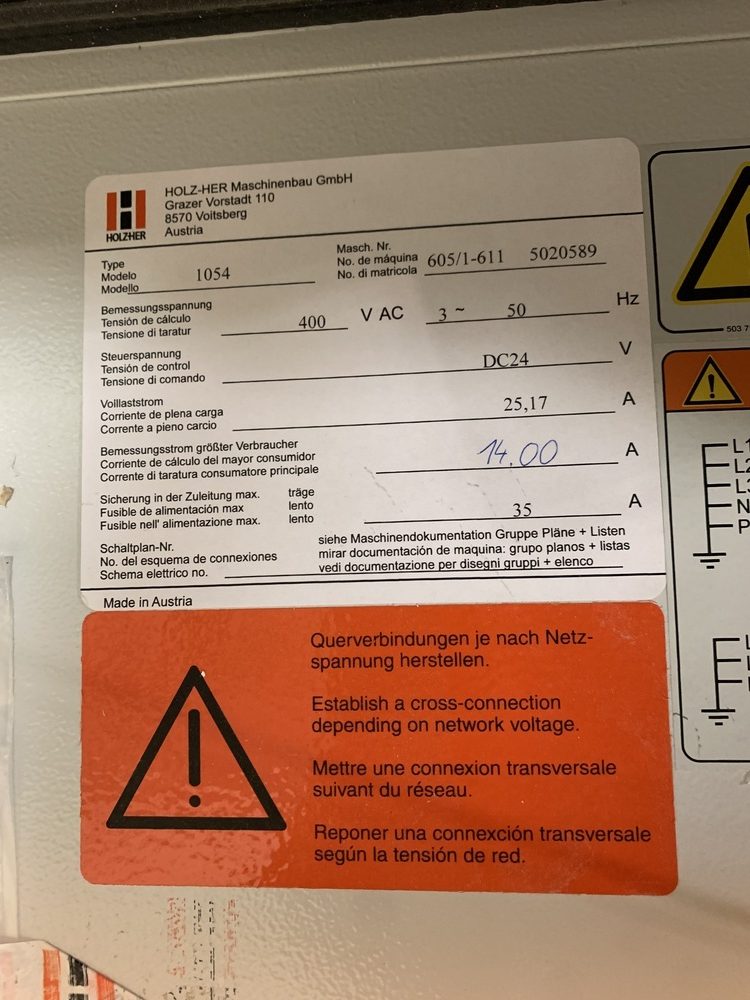 HOLZ-HER Maschinenbau GmbH
Grazer Vorstadt 110
8570 Voitsberg
Austria
HOLZHER
Type
Modelo
Modello
1054
Masch. Nr.
No. de máquina
No. di matricola
605/1-611 5020589
Bemessungsspannung
Tensión de cálculo
Tensione di taratur
400 V AC 3 ~ 50 Hz
Steuerspannung
Tensión de control
Tensione di comando
DC24 V
Volllaststrom
Corriente de plena carga
Corrente a pieno carcio
25,17 A
Bemessungsstrom größter Verbraucher
Corriente de cálculo del mayor consumidor
Corrente di taratura consumatore principale
14.00 A
Sicherung in der Zuleitung max. träge
Fusible de alimentación max lento
Fusible nell' alimentazione max. lento
35 A
Schaltplan-Nr.
No. del esquema de connexiones
Schema elettrico no.
siehe Maschinendokumentation Gruppe Pläne + Listen
mirar documentación de maquina: grupo planos + listas
vedi documentazione per disegni gruppi + elenco
Made in Austria
Querverbindungen je nach Netz-
spannung herstellen.
Establish a cross-connection
depending on network voltage.
Mettre une connexion transversale
suivant du réseau.
Reponer una connexción transversale
según la tensión de red.
503 7
L1
L2
L3
N
P
L